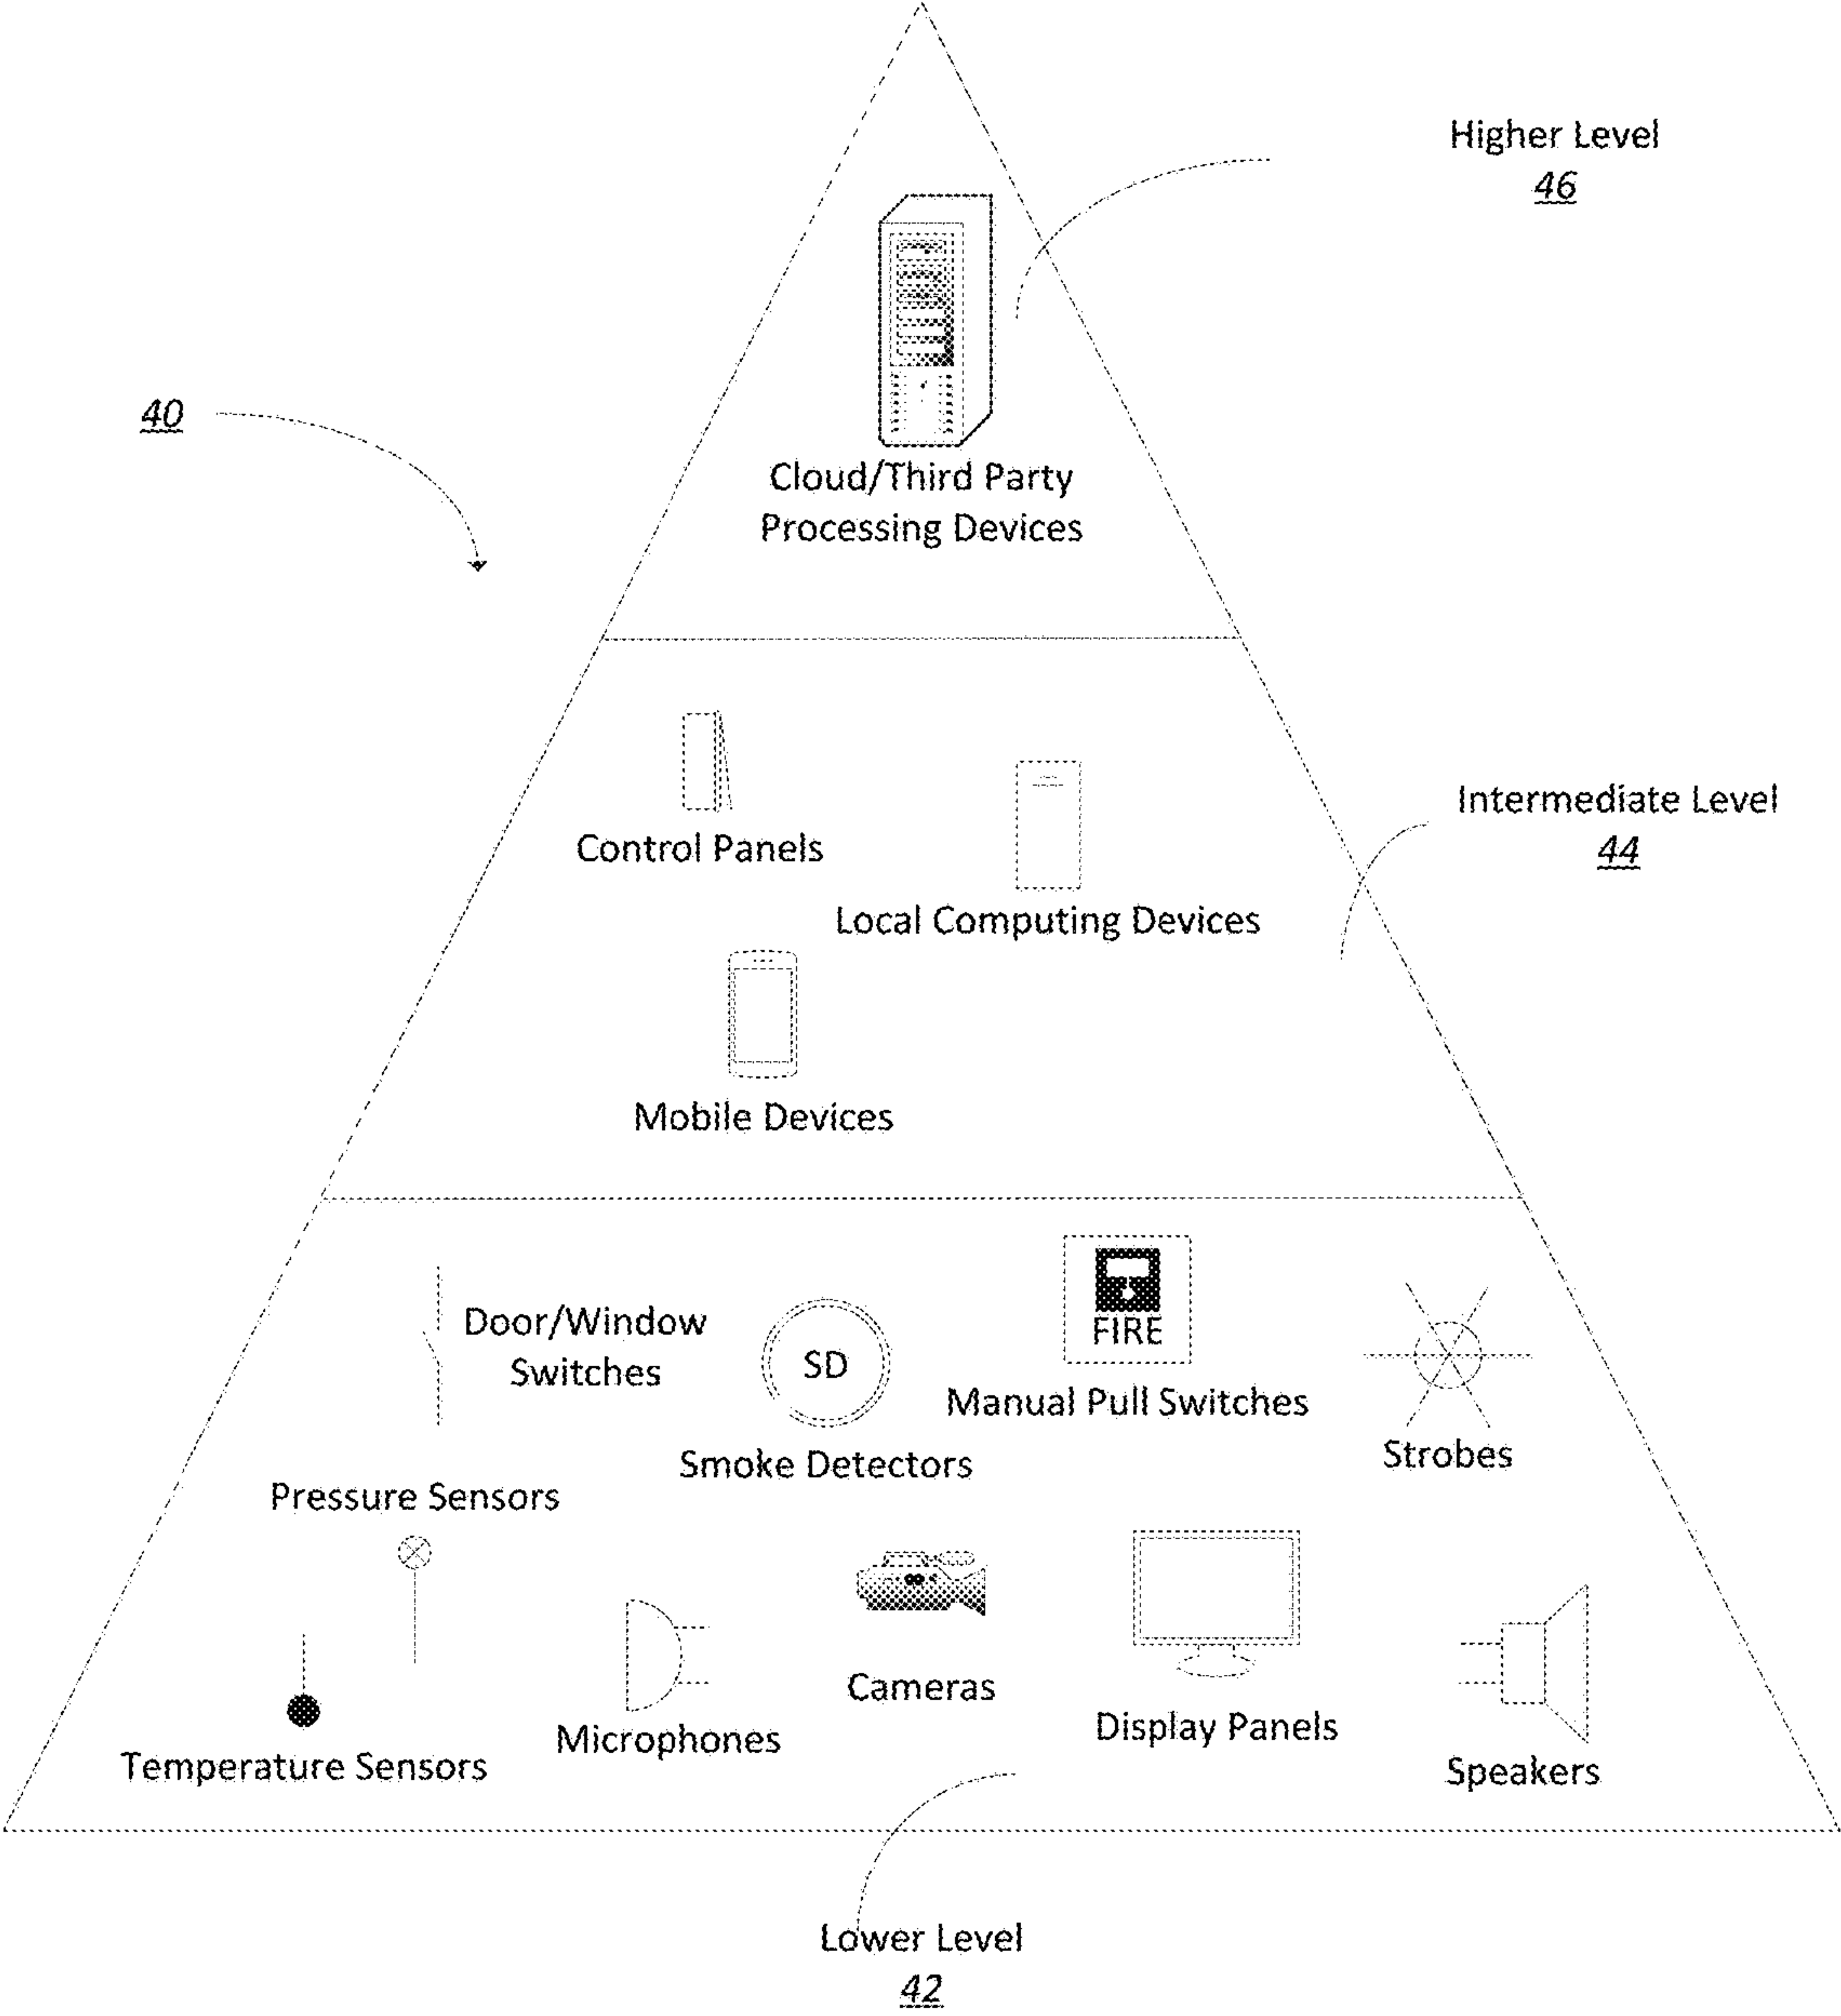 Higher Level
46
40
Cloud/Third Party
Processing Devices
Control Panels
Intermediate Level
44
Local Computing Devices
Mobile Devices
Door/Window
Switches
SD
Smoke Detectors
FIRE
Manual Pull Switches
Strobes
Pressure Sensors
Temperature Sensors
Microphones
Cameras
Display Panels
Speakers
Lower Level
42